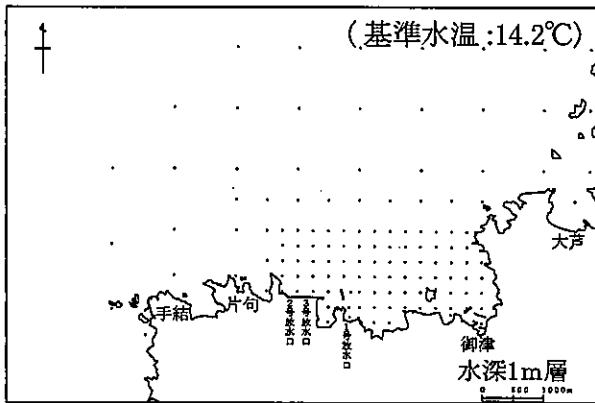 (基準水温:14.2℃)
大芦
手結
片句
2号放水口
3号放水口
1号放水口
御津
水深1m層
0 500 1000m